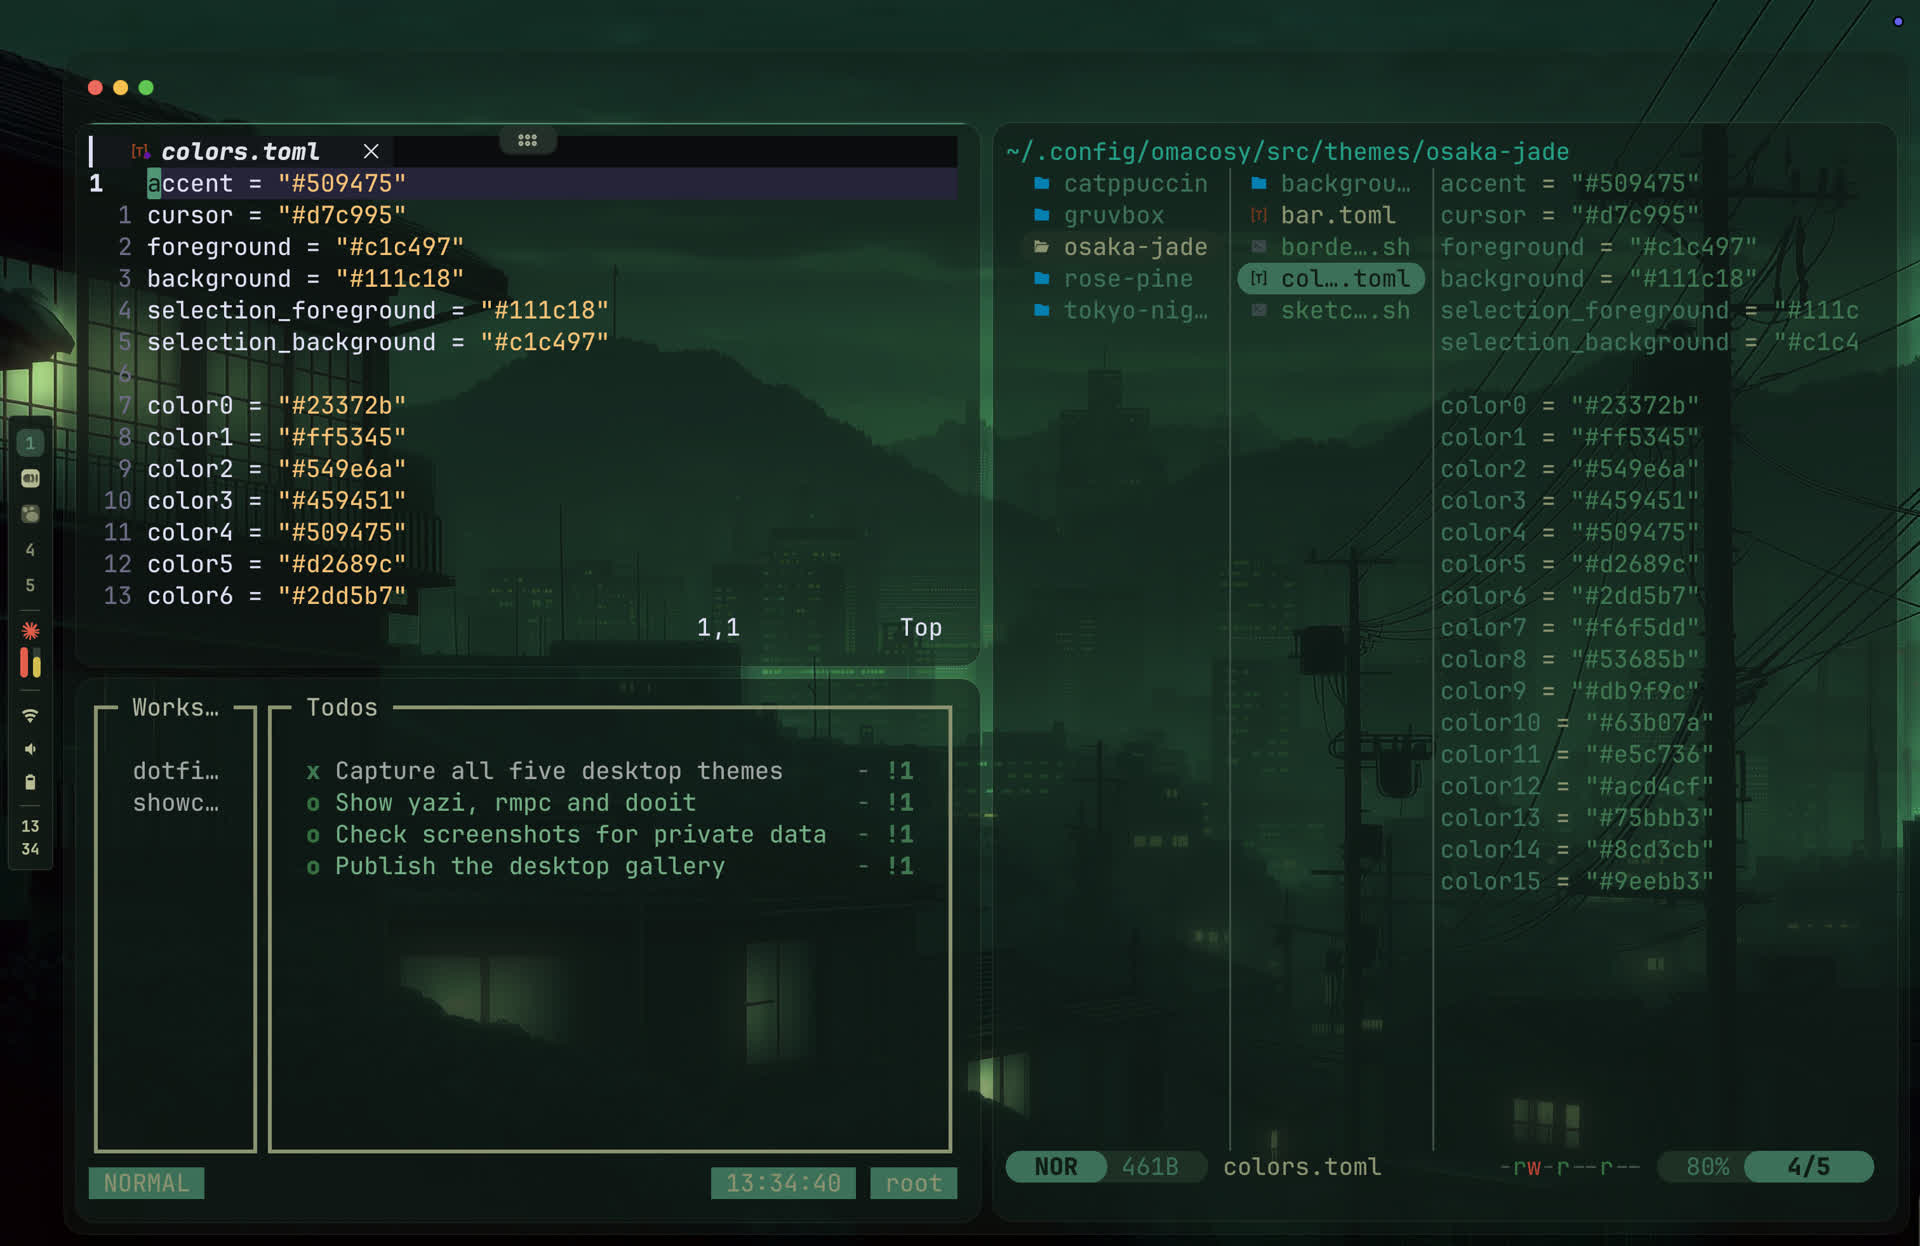 colors.toml
1 accent = "#509475"
1 cursor = "#d7c995"
2 foreground = "#c1c497"
3 background = "#111c18"
4 selection_foreground = "#111c18"
5 selection_background = "#c1c497"
6
7 color0 = "#23372b"
8 color1 = "#ff5345"
9 color2 = "#549e6a"
10 color3 = "#459451"
11 color4 = "#509475"
12 color5 = "#d2689c"
13 color6 = "#2dd5b7"
1,1 Top
1
4
5
13
34
Works…
dotfi…
showc…
Todos
x Capture all five desktop themes - !1
o Show yazi, rmpc and dooit - !1
o Check screenshots for private data - !1
o Publish the desktop gallery - !1
NORMAL 13:34:40 root
~/.config/omacosy/src/themes/osaka-jade
catppuccin
gruvbox
osaka-jade
rose-pine
tokyo-nig…
backgrou…
bar.toml
borde….sh
col….toml
sketc….sh
accent = "#509475"
cursor = "#d7c995"
foreground = "#c1c497"
background = "#111c18"
selection_foreground = "#111c
selection_background = "#c1c4
color0 = "#23372b"
color1 = "#ff5345"
color2 = "#549e6a"
color3 = "#459451"
color4 = "#509475"
color5 = "#d2689c"
color6 = "#2dd5b7"
color7 = "#f6f5dd"
color8 = "#53685b"
color9 = "#db9f9c"
color10 = "#63b07a"
color11 = "#e5c736"
color12 = "#acd4cf"
color13 = "#75bbb3"
color14 = "#8cd3cb"
color15 = "#9eebb3"
NOR 461B colors.toml -rw-r--r-- 80% 4/5